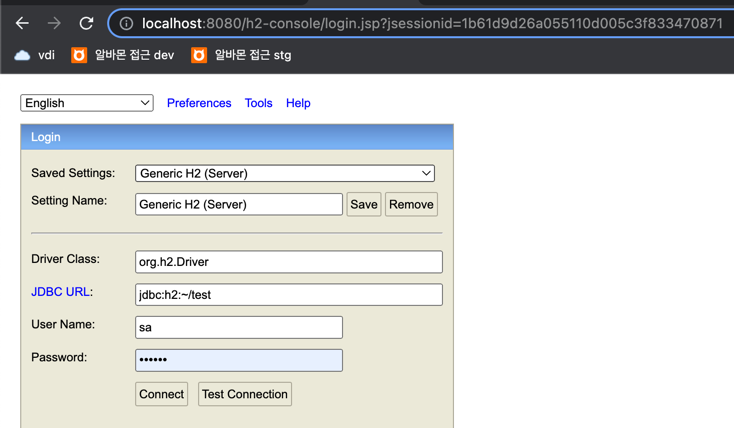 localhost:8080/h2-console/login.jsp?jsessionid=1b61d9d26a055110d005c3f833470871
vdi 알바몬 접근 dev 알바몬 접근 stg
English Preferences Tools Help
Login
Saved Settings: Generic H2 (Server)
Setting Name: Generic H2 (Server) Save Remove
Driver Class: org.h2.Driver
JDBC URL: jdbc:h2:~/test
User Name: sa
Password: ••••••
Connect Test Connection